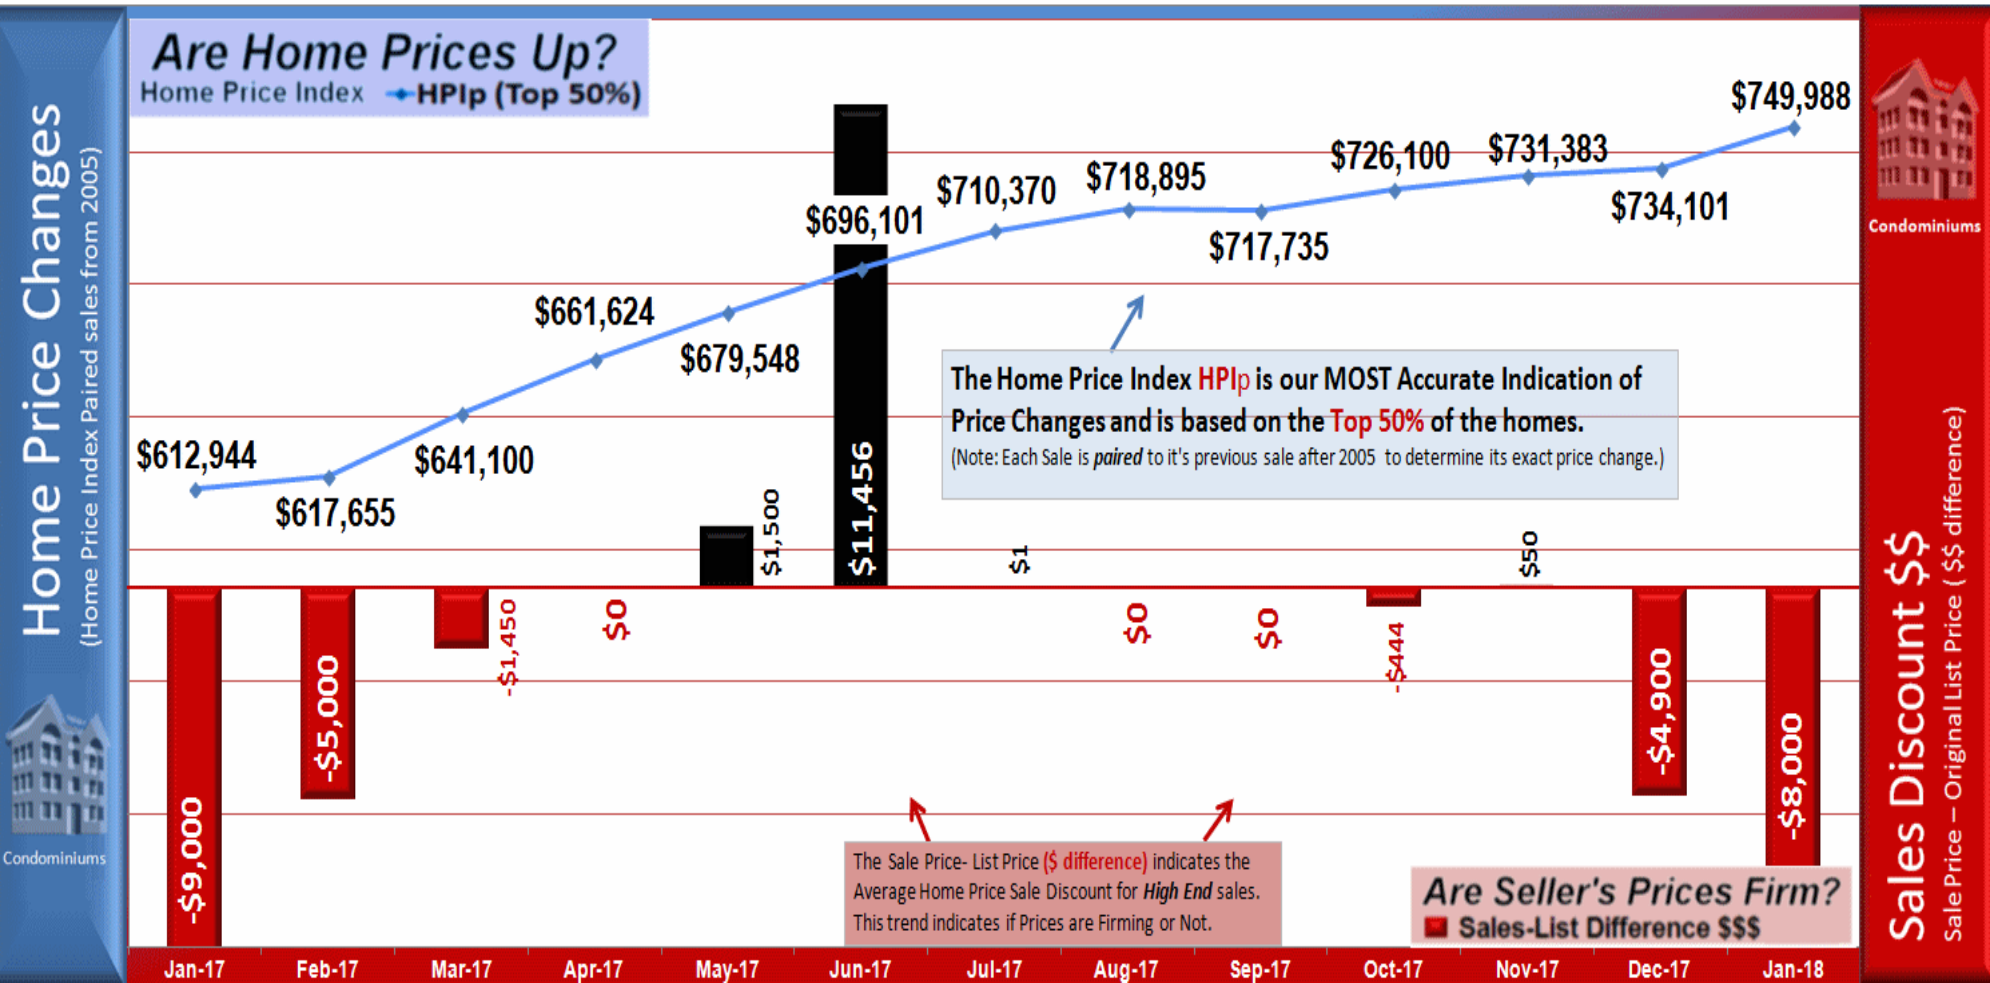 Are Home Prices Up?
Home Price Index HPIp (Top 50%)
Home Price Changes
(Home Price Index Paired sales from 2005)
Condominiums
$612,944
$617,655
$641,100
$661,624
$679,548
$696,101
$710,370
$718,895
$717,735
$726,100
$731,383
$734,101
$749,988
The Home Price Index HPIp is our MOST Accurate Indication of
Price Changes and is based on the Top 50% of the homes.
(Note: Each Sale is paired to it's previous sale after 2005 to determine its exact price change.)
-$9,000
-$5,000
-$1,450
$0
$1,500
$11,456
$1
$0
$0
-$444
$50
-$4,900
-$8,000
The Sale Price- List Price ($ difference) indicates the
Average Home Price Sale Discount for High End sales.
This trend indicates if Prices are Firming or Not.
Are Seller's Prices Firm?
Sales-List Difference $$$
Jan-17 Feb-17 Mar-17 Apr-17 May-17 Jun-17 Jul-17 Aug-17 Sep-17 Oct-17 Nov-17 Dec-17 Jan-18
Condominiums
Sales Discount $$
Sale Price – Original List Price ( $$ difference)